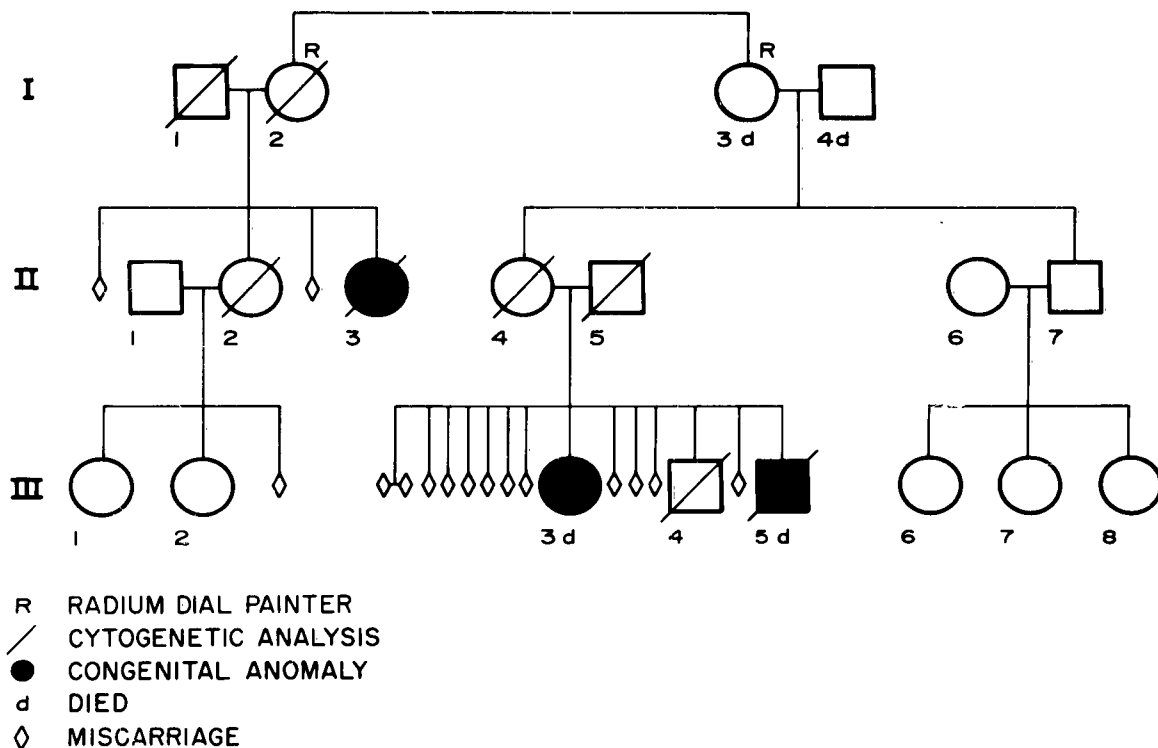 R R
I
1 2 3 d 4d
II
1 2 3 4 5 6 7
III
1 2 3 d 4 5 d 6 7 8
R RADIUM DIAL PAINTER
CYTOGENETIC ANALYSIS
CONGENITAL ANOMALY
d DIED
MISCARRIAGE